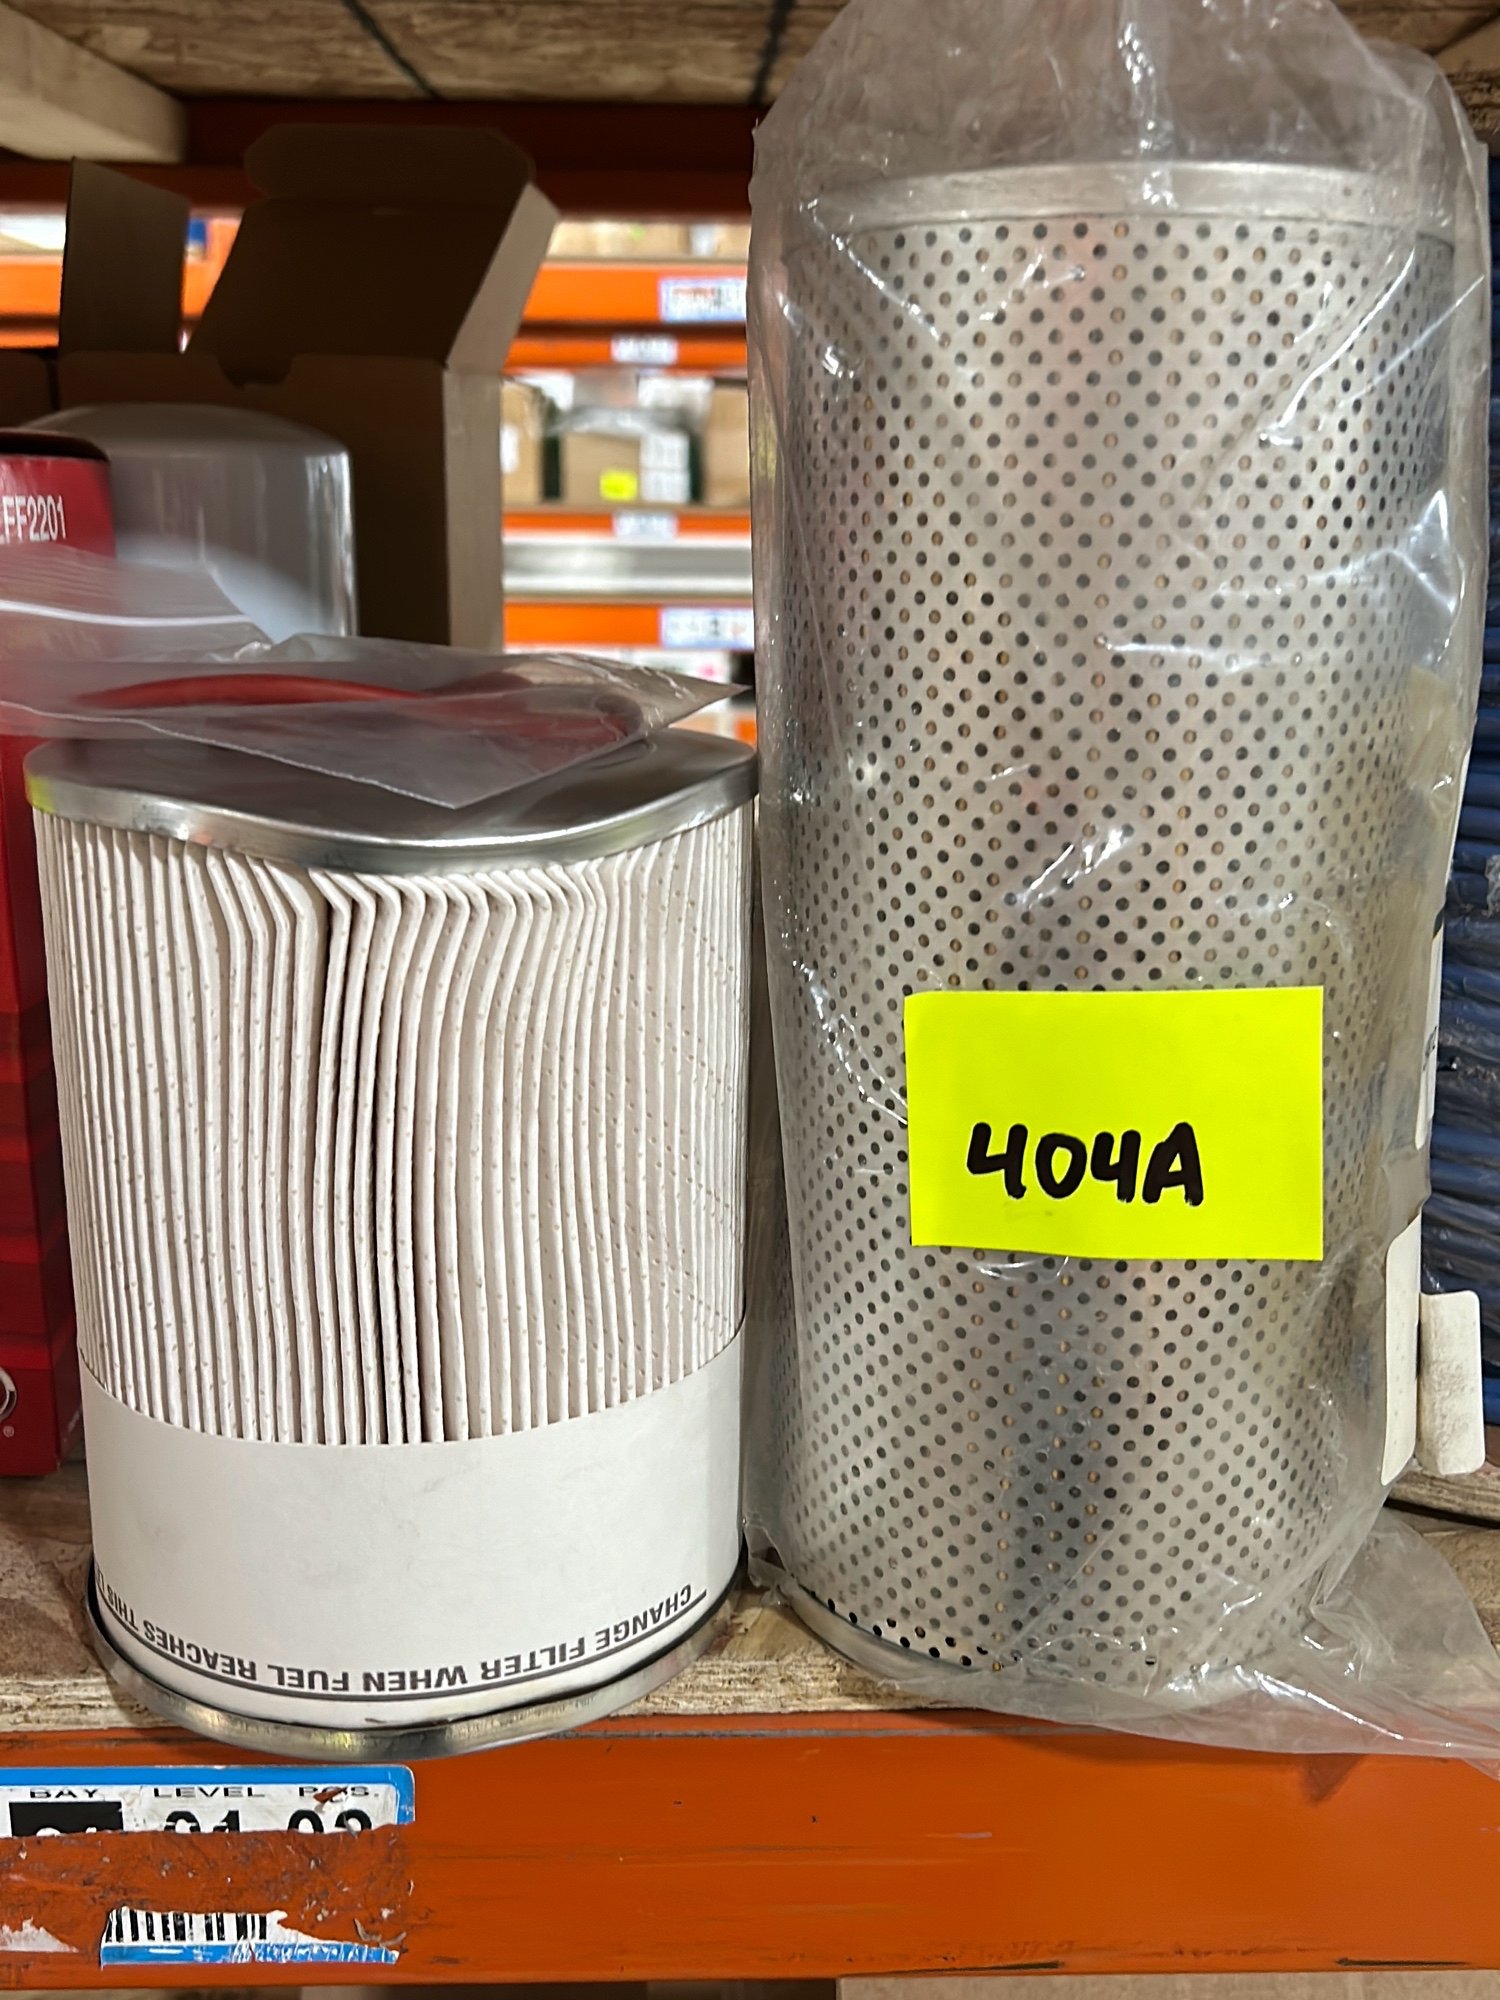 FF2201
404A
CHANGE FILTER WHEN FUEL REACHES THIS
®
BAY LEVEL POS.